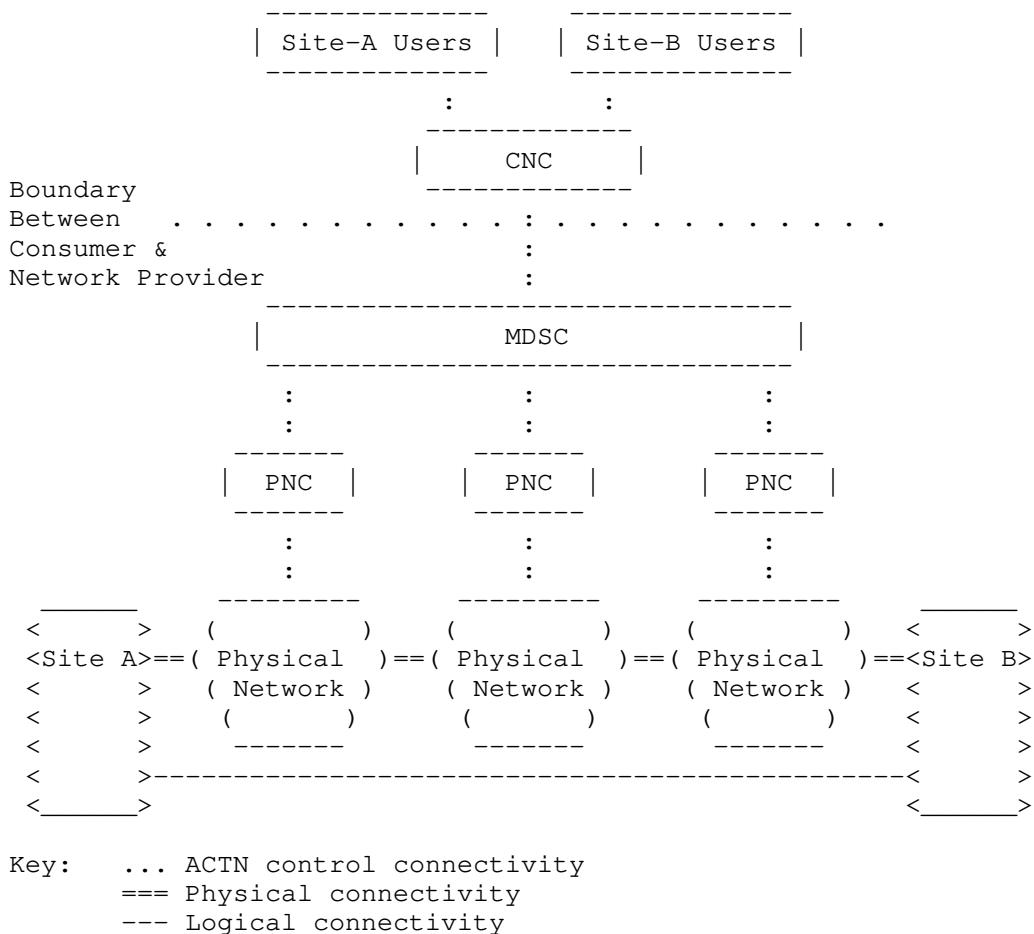 Site-A Users | | Site-B Users
CNC
Boundary
Between . . . . . . . . . . . . : . . . . . . . . . . . .
Consumer & :
Network Provider :
MDSC
| PNC | | PNC | | PNC |
<Site A>==( Physical )==( Physical )==( Physical )==<Site B>
( Network ) ( Network ) ( Network )
Key: ... ACTN control connectivity
=== Physical connectivity
--- Logical connectivity